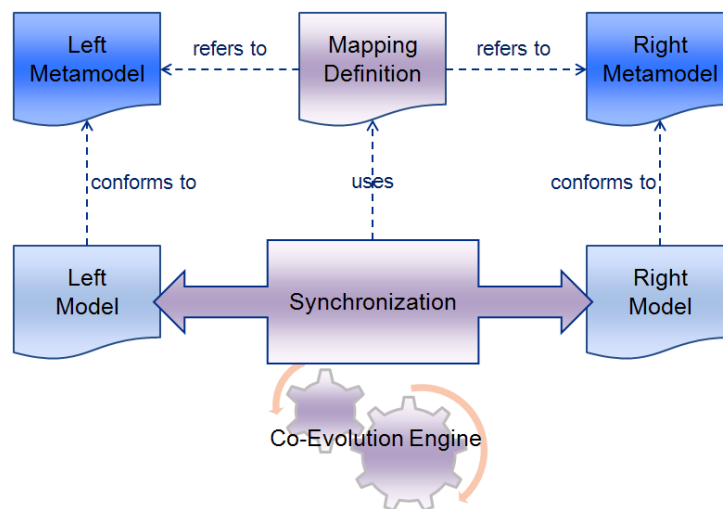 Left
Metamodel
refers to
Mapping
Definition
refers to
Right
Metamodel
conforms to
uses
conforms to
Left
Model
Synchronization
Right
Model
Co-Evolution Engine